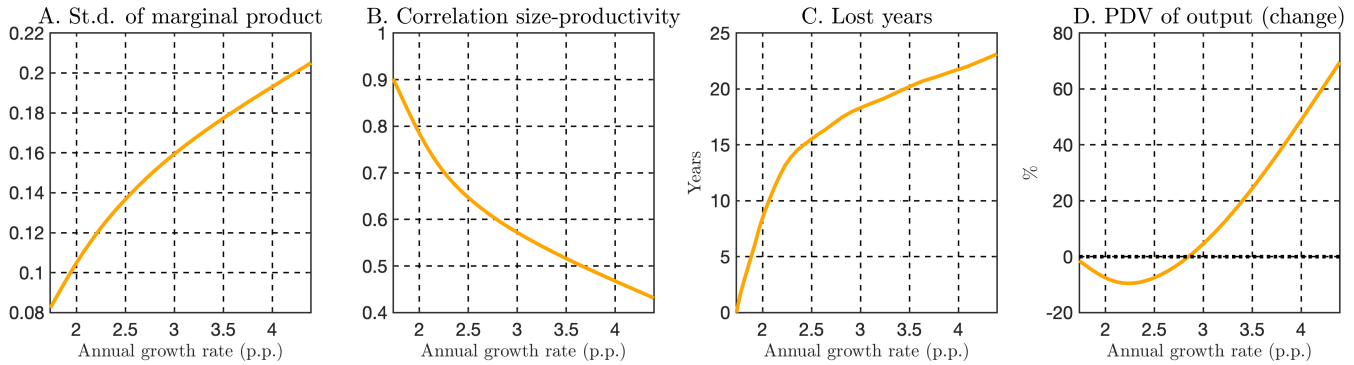 A. St.d. of marginal product
0.22
0.2
0.18
0.16
0.14
0.12
0.1
0.08
2 2.5 3 3.5 4
Annual growth rate (p.p.)
B. Correlation size-productivity
1
0.9
0.8
0.7
0.6
0.5
0.4
2 2.5 3 3.5 4
Annual growth rate (p.p.)
C. Lost years
Years
25
20
15
10
5
0
2 2.5 3 3.5 4
Annual growth rate (p.p.)
D. PDV of output (change)
%
80
60
40
20
0
-20
2 2.5 3 3.5 4
Annual growth rate (p.p.)